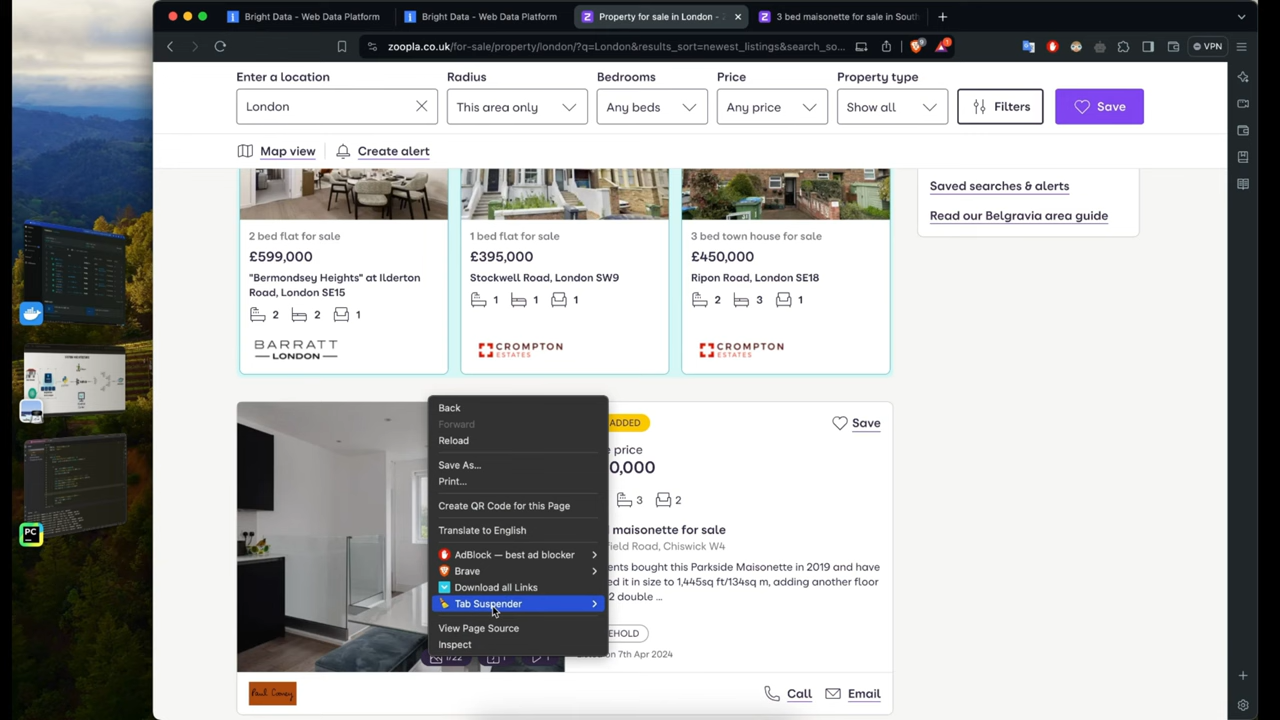 Bright Data - Web Data Platform
Bright Data - Web Data Platform
Property for sale in London - 2
3 bed maisonette for sale in South
zoopla.co.uk/for-sale/property/london/?q=London&results_sort=newest_listings&search_so...
VPN
Enter a location
Radius
Bedrooms
Price
Property type
London
This area only
Any beds
Any price
Show all
Filters
Save
Map view
Create alert
Saved searches & alerts
Read our Belgravia area guide
2 bed flat for sale
£599,000
"Bermondsey Heights" at Ilderton
Road, London SE15
2 2 1
BARRATT
LONDON
1 bed flat for sale
£395,000
Stockwell Road, London SW9
1 1 1
CROMPTON
ESTATES
3 bed town house for sale
£450,000
Ripon Road, London SE18
2 3 1
CROMPTON
ESTATES
Back
Forward
Reload
Save As...
Print...
Create QR Code for this Page
Translate to English
AdBlock — best ad blocker
Brave
Download all Links
Tab Suspender
View Page Source
Inspect
ADDED
Save
e price
0,000
3 2
maisonette for sale
field Road, Chiswick W4
ents bought this Parkside Maisonette in 2019 and have
ed it in size to 1,445sq ft/134sq m, adding another floor
2 double ...
EHOLD
on 7th Apr 2024
1/22
Paul Coney
Call
Email
PC